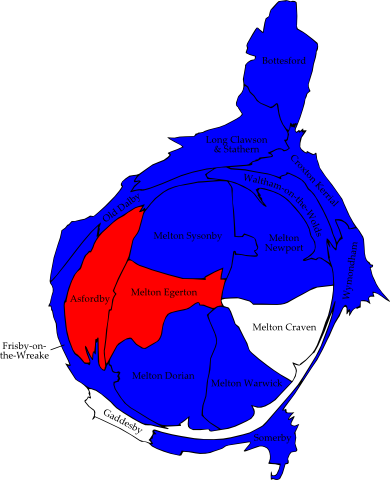 Bottesford
Long Clawson
& Stathern
Croxton Kerrial
Waltham-on-the-Wolds
Old Dalby
Melton Sysonby
Melton
Newport
Wymondham
Asfordby
Melton Egerton
Melton Craven
Frisby-on-
the-Wreake
Melton Dorian
Melton Warwick
Gaddesby
Somerby